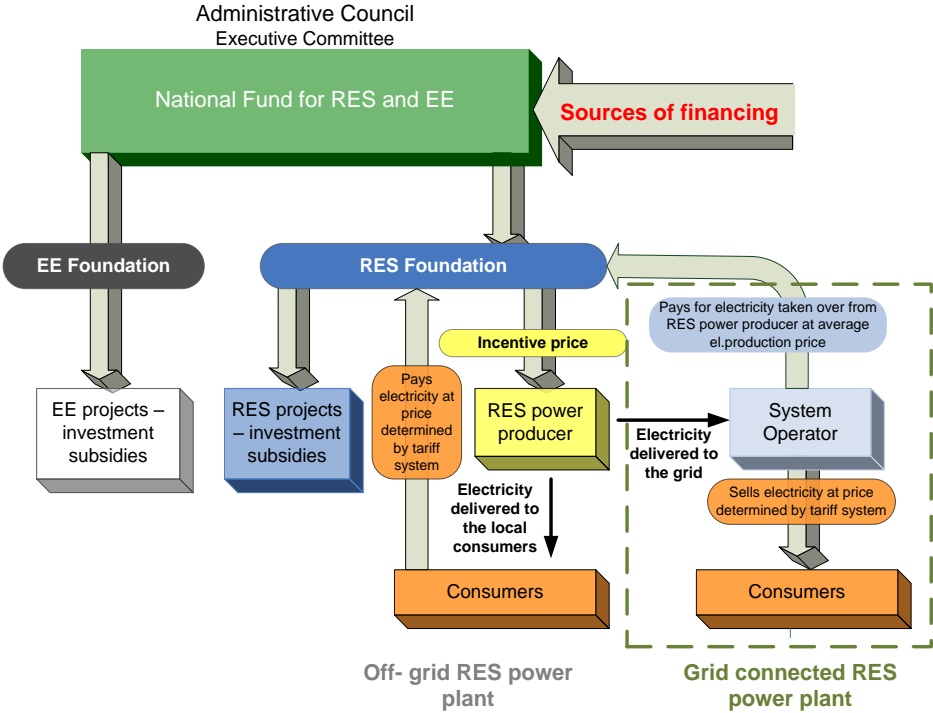 Administrative Council
Executive Committee
National Fund for RES and EE
Sources of financing
EE Foundation
RES Foundation
Pays for electricity taken over from
RES power producer at average
el.production price
Incentive price
Pays
electricity at
price
determined
by tariff
system
EE projects –
investment
subsidies
RES projects
– investment
subsidies
RES power
producer
System
Operator
Electricity
delivered to
the grid
Sells electricity at price
determined by tariff system
Electricity
delivered to
the local
consumers
Consumers
Consumers
Off- grid RES power
plant
Grid connected RES
power plant